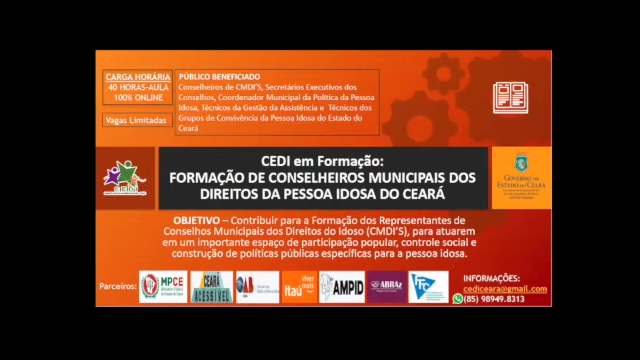 CARGA HORÁRIA
40 HORAS-AULA
100% ONLINE
Vagas Limitadas
PÚBLICO BENEFICIADO
Conselheiros de CMDI'S, Secretários Executivos dos
Conselhos, Coordenador Municipal da Política da Pessoa
Idosa, Técnicos da Gestão da Assistência e Técnicos dos
Grupos de Convivência da Pessoa Idosa do Estado do
Ceará
CEDI
CEDI em Formação:
FORMAÇÃO DE CONSELHEIROS MUNICIPAIS DOS
DIREITOS DA PESSOA IDOSA DO CEARÁ
GOVERNO DO
ESTADO DO CEARÁ
OBJETIVO – Contribuir para a Formação dos Representantes de
Conselhos Municipais dos Direitos do Idoso (CMDI'S), para atuarem
em um importante espaço de participação popular, controle social e
construção de políticas públicas específicas para a pessoa idosa.
Parceiros:
MPCE
CEARÁ
ACESSÍVEL
OAB
Itaú
viver
mais
AMPID
ABRAZ
INFORMAÇÕES:
cediceara@gmail.com
(85) 98949.8313